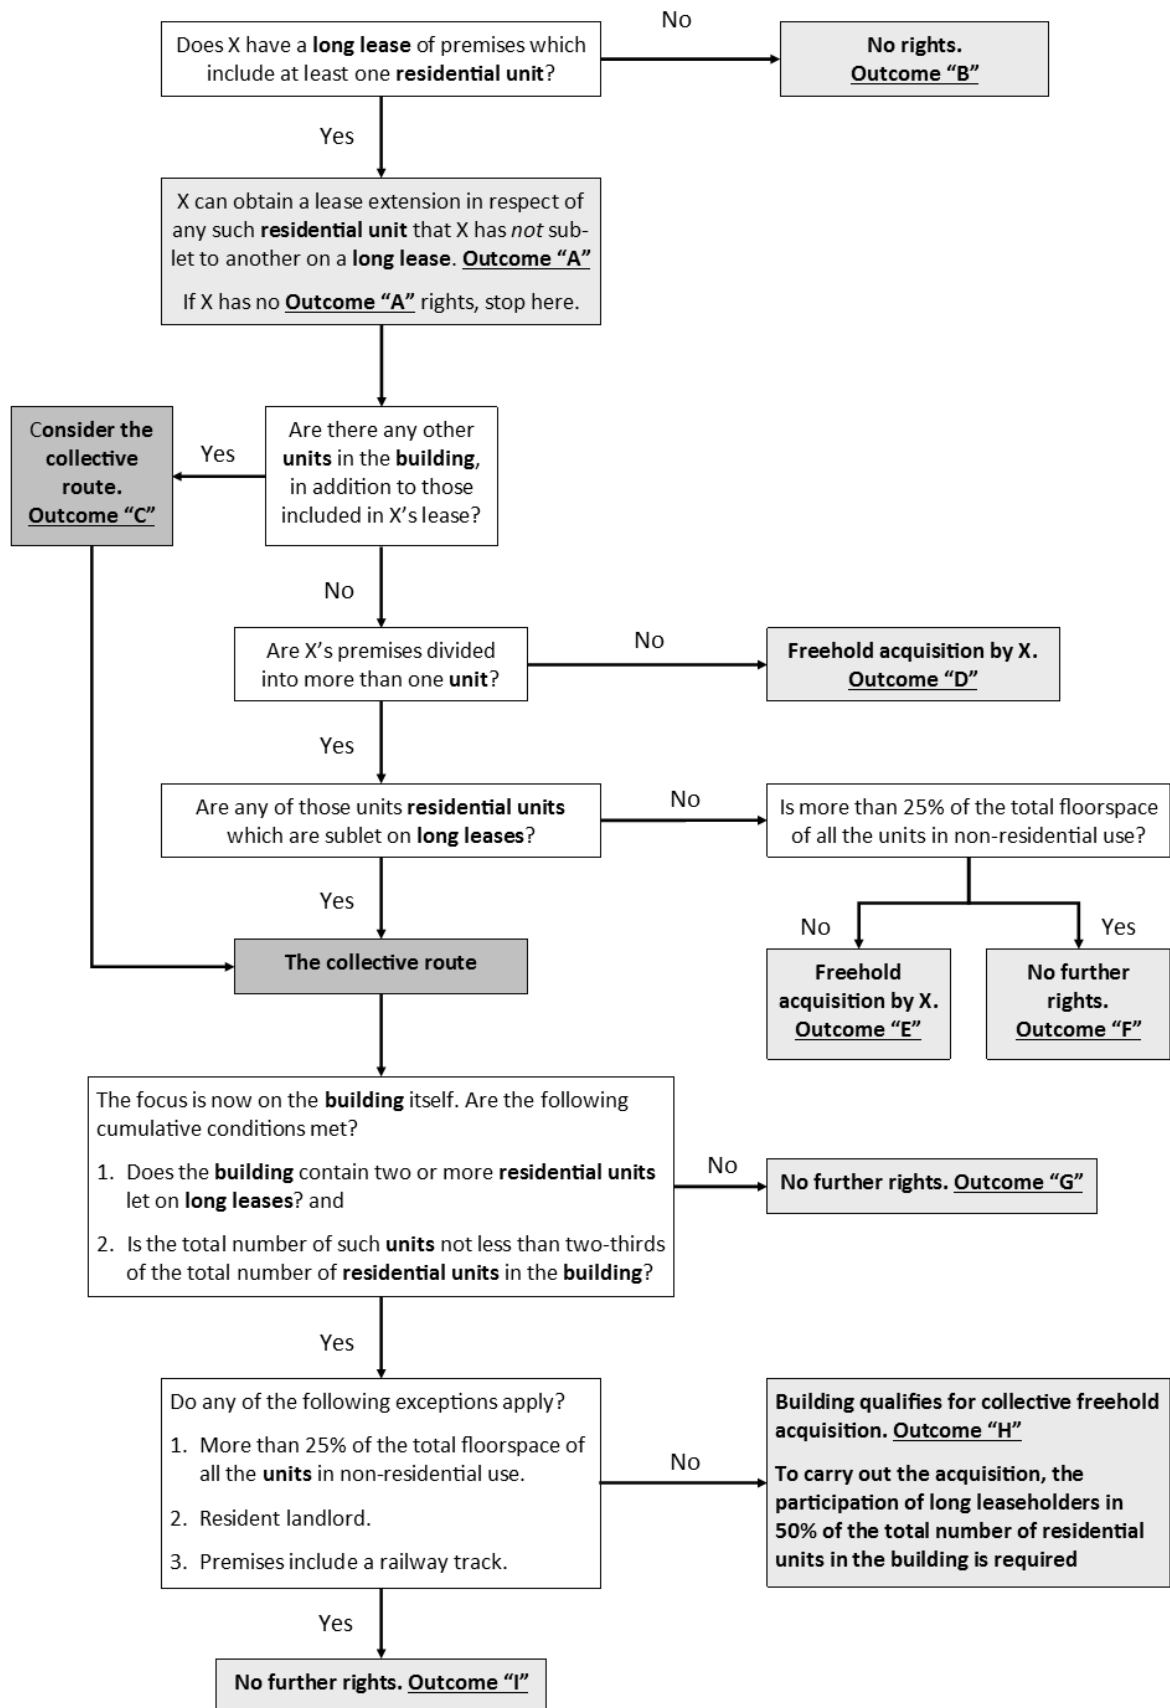 Does X have a long lease of premises which
include at least one residential unit?
No
No rights.
Outcome “B”
Yes
X can obtain a lease extension in respect of
any such residential unit that X has not sub-
let to another on a long lease. Outcome “A”
If X has no Outcome “A” rights, stop here.
Consider the
collective
route.
Outcome “C”
Yes
Are there any other
units in the building,
in addition to those
included in X’s lease?
No
Are X’s premises divided
into more than one unit?
No
Freehold acquisition by X.
Outcome “D”
Yes
Are any of those units residential units
which are sublet on long leases?
No
Is more than 25% of the total floorspace
of all the units in non-residential use?
Yes
No
Yes
The collective route
Freehold
acquisition by X.
Outcome “E”
No further
rights.
Outcome “F”
The focus is now on the building itself. Are the following
cumulative conditions met?
1. Does the building contain two or more residential units
let on long leases? and
2. Is the total number of such units not less than two-thirds
of the total number of residential units in the building?
No
No further rights. Outcome “G”
Yes
Do any of the following exceptions apply?
1. More than 25% of the total floorspace of
all the units in non-residential use.
2. Resident landlord.
3. Premises include a railway track.
No
Building qualifies for collective freehold
acquisition. Outcome “H”
To carry out the acquisition, the
participation of long leaseholders in
50% of the total number of residential
units in the building is required
Yes
No further rights. Outcome “I”